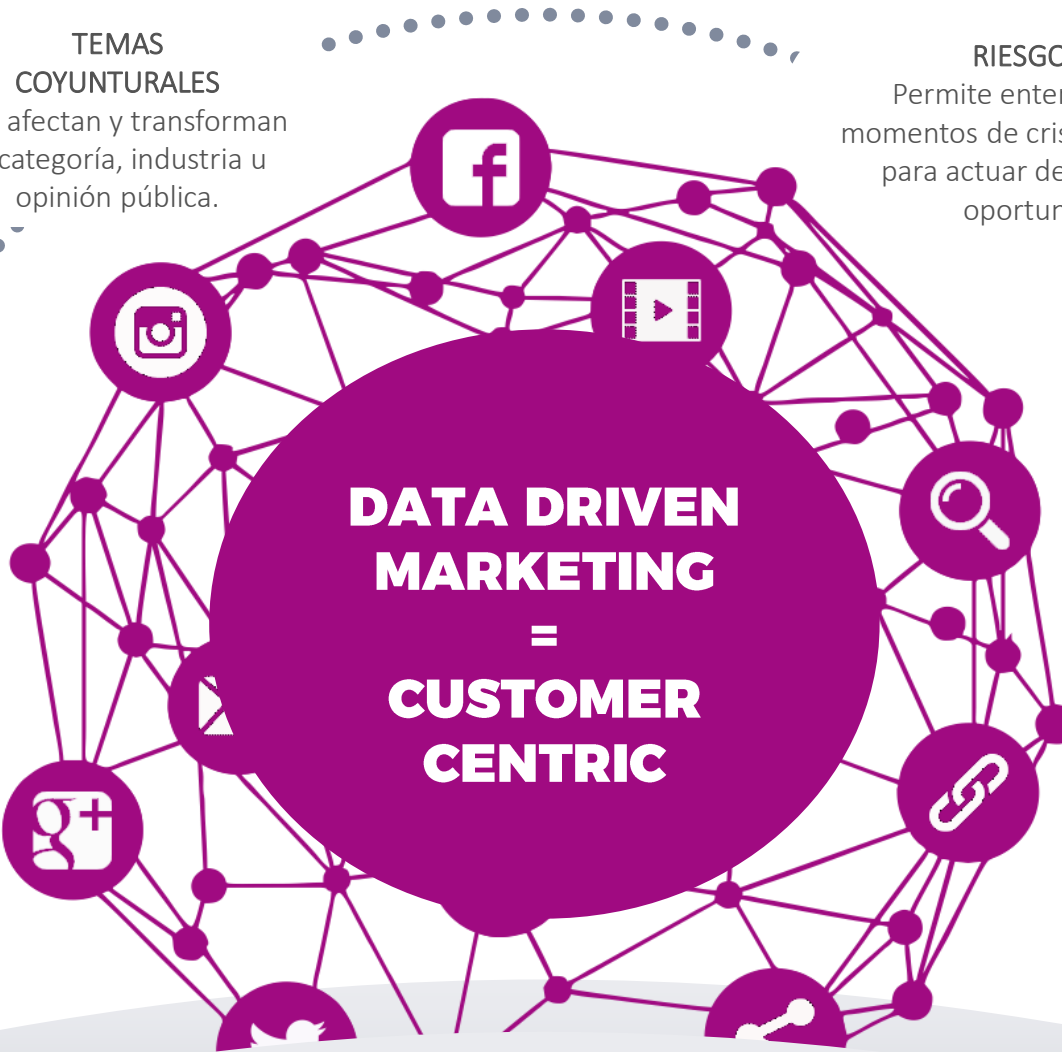 TEMAS
COYUNTURALES
afectan y transforman
categoría, industria u
opinión pública.
RIESGO
Permite enter
momentos de cris
para actuar de
oportun
DATA DRIVEN
MARKETING
=
CUSTOMER
CENTRIC
g+